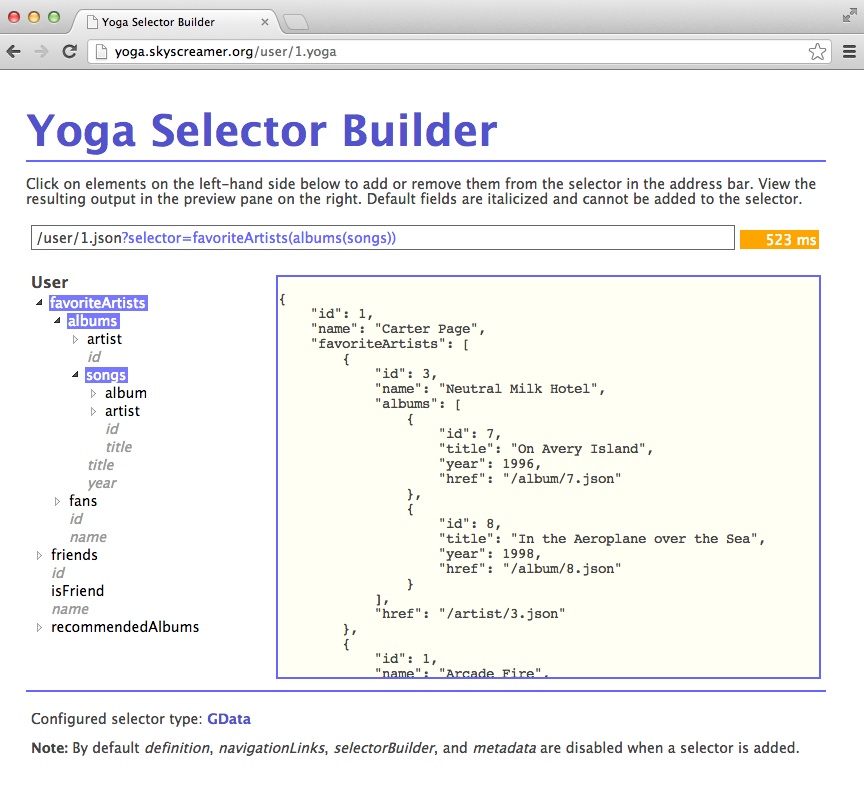 Yoga Selector Builder
yoga.skyscreamer.org/user/1.yoga
Yoga Selector Builder
Click on elements on the left-hand side below to add or remove them from the selector in the address bar. View the
resulting output in the preview pane on the right. Default fields are italicized and cannot be added to the selector.
/user/1.json?selector=favoriteArtists(albums(songs))
523 ms
User
favoriteArtists
albums
artist
id
songs
album
artist
id
title
title
year
fans
id
name
friends
id
isFriend
name
recommendedAlbums
{
"id": 1,
"name": "Carter Page",
"favoriteArtists": [
{
"id": 3,
"name": "Neutral Milk Hotel",
"albums": [
{
"id": 7,
"title": "On Avery Island",
"year": 1996,
"href": "/album/7.json"
},
{
"id": 8,
"title": "In the Aeroplane over the Sea",
"year": 1998,
"href": "/album/8.json"
}
],
"href": "/artist/3.json"
},
{
"id": 1,
"name": "Arcade Fire",
Configured selector type: GData
Note: By default definition, navigationLinks, selectorBuilder, and metadata are disabled when a selector is added.